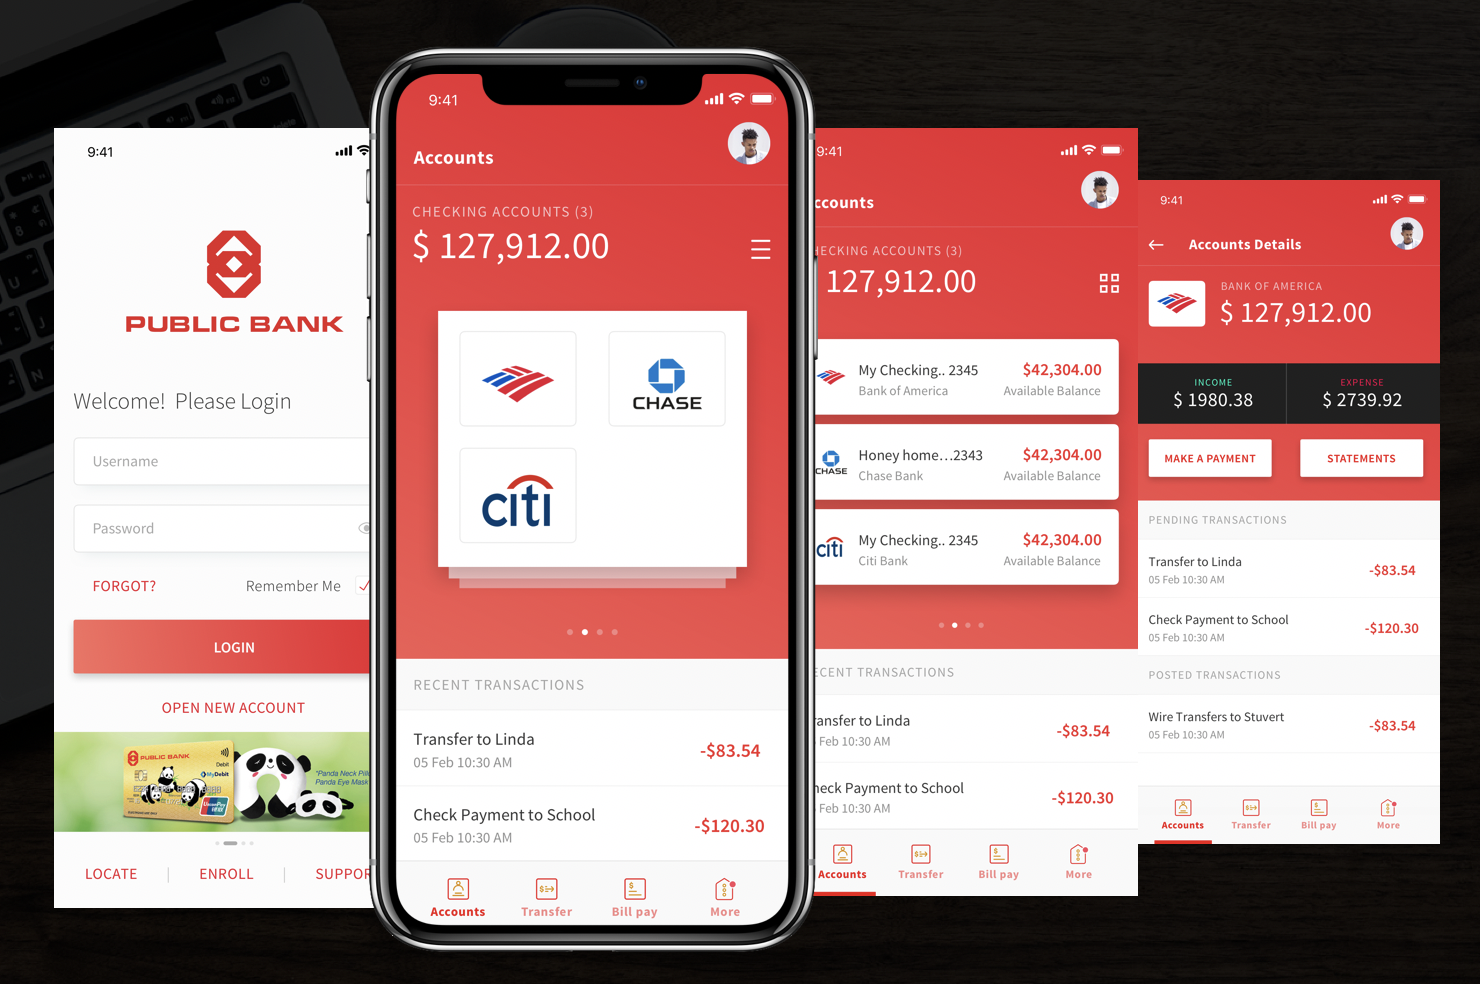 9:41
PUBLIC BANK
Welcome! Please Login
Username
Password
FORGOT?
Remember Me
LOGIN
OPEN NEW ACCOUNT
PUBLIC BANK
Debit
MyDebit
UnionPay
"Panda Neck
Panda Eye Mask
LOCATE
ENROLL
SUPPOR
9:41
Accounts
CHECKING ACCOUNTS (3)
$ 127,912.00
CHASE
citi
RECENT TRANSACTIONS
Transfer to Linda
-$83.54
05 Feb 10:30 AM
Check Payment to School
-$120.30
05 Feb 10:30 AM
Accounts
Transfer
Bill pay
More
9:41
ccounts
HECKING ACCOUNTS (3)
127,912.00
My Checking.. 2345
$42,304.00
Bank of America
Available Balance
Honey home...2343
$42,304.00
CHASE
Chase Bank
Available Balance
My Checking.. 2345
$42,304.00
citi
Citi Bank
Available Balance
ECENT TRANSACTIONS
ransfer to Linda
-$83.54
Feb 10:30 AM
heck Payment to School
-$120.30
Feb 10:30 AM
Accounts
Transfer
Bill pay
More
9:41
Accounts Details
BANK OF AMERICA
$ 127,912.00
INCOME
$ 1980.38
EXPENSE
$ 2739.92
MAKE A PAYMENT
STATEMENTS
PENDING TRANSACTIONS
Transfer to Linda
-$83.54
05 Feb 10:30 AM
Check Payment to School
-$120.30
05 Feb 10:30 AM
POSTED TRANSACTIONS
Wire Transfers to Stuvert
-$83.54
05 Feb 10:30 AM
Accounts
Transfer
Bill pay
More